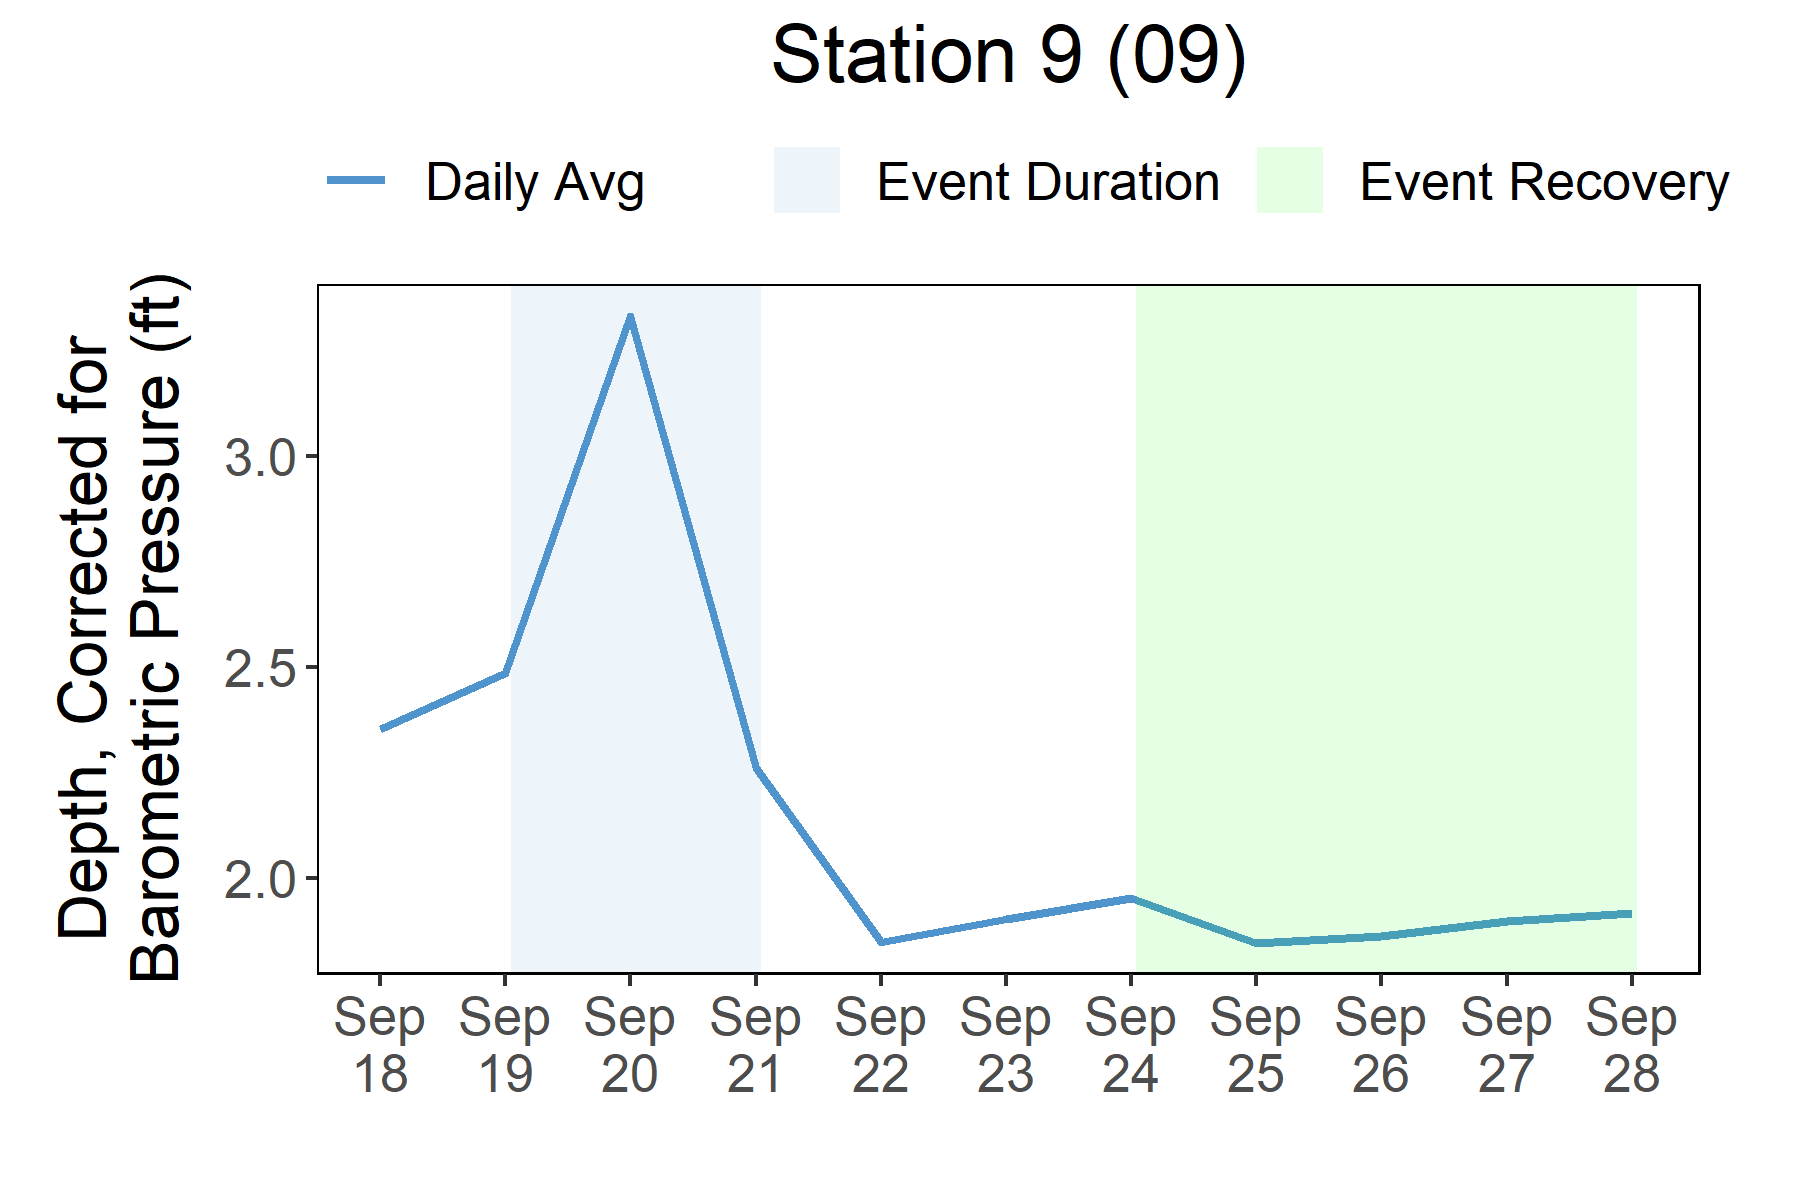 Station 9 (09)
Daily Avg Event Duration Event Recovery
Depth, Corrected for
Barometric Pressure (ft)
3.0
2.5
2.0
Sep Sep Sep Sep Sep Sep Sep Sep Sep Sep Sep
18 19 20 21 22 23 24 25 26 27 28